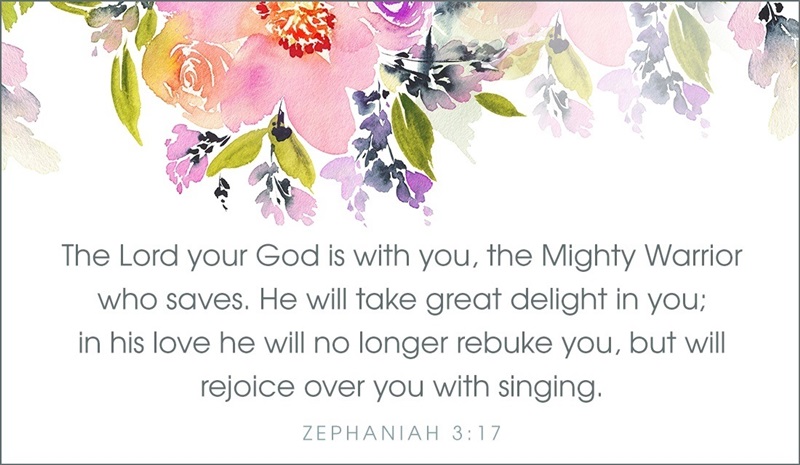 The Lord your God is with you, the Mighty Warrior
who saves. He will take great delight in you;
in his love he will no longer rebuke you, but will
rejoice over you with singing.
ZEPHANIAH 3:17